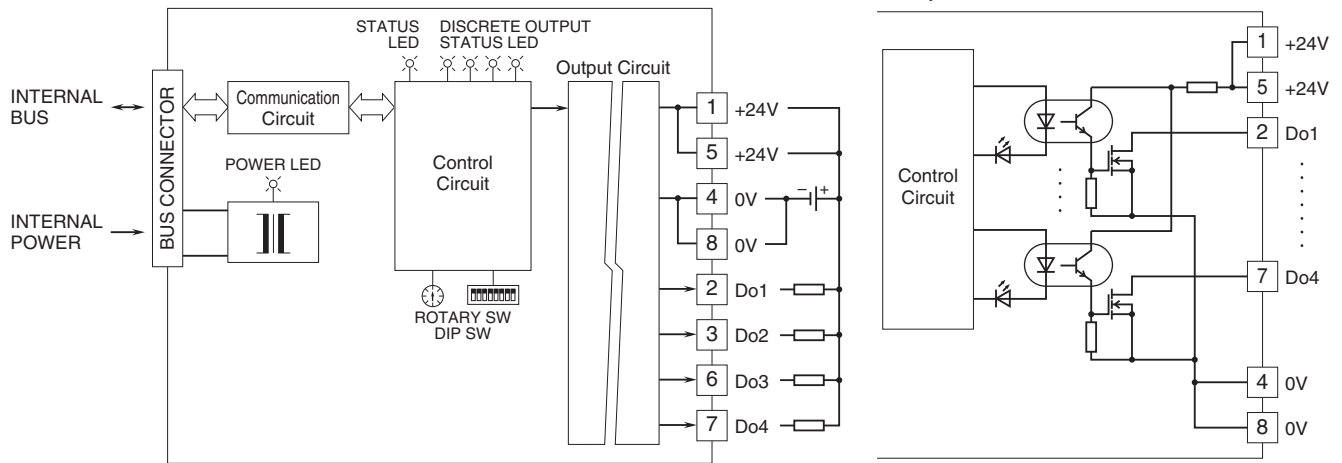 STATUS
LED
DISCRETE OUTPUT
STATUS LED
Output Circuit
INTERNAL
BUS
BUS CONNECTOR
Communication
Circuit
POWER LED
INTERNAL
POWER
Control
Circuit
ROTARY SW
DIP SW
1 +24V
5 +24V
4 0V
− +
8 0V
2 Do1
3 Do2
6 Do3
7 Do4
Control
Circuit
1 +24V
5 +24V
2 Do1
7 Do4
4 0V
8 0V